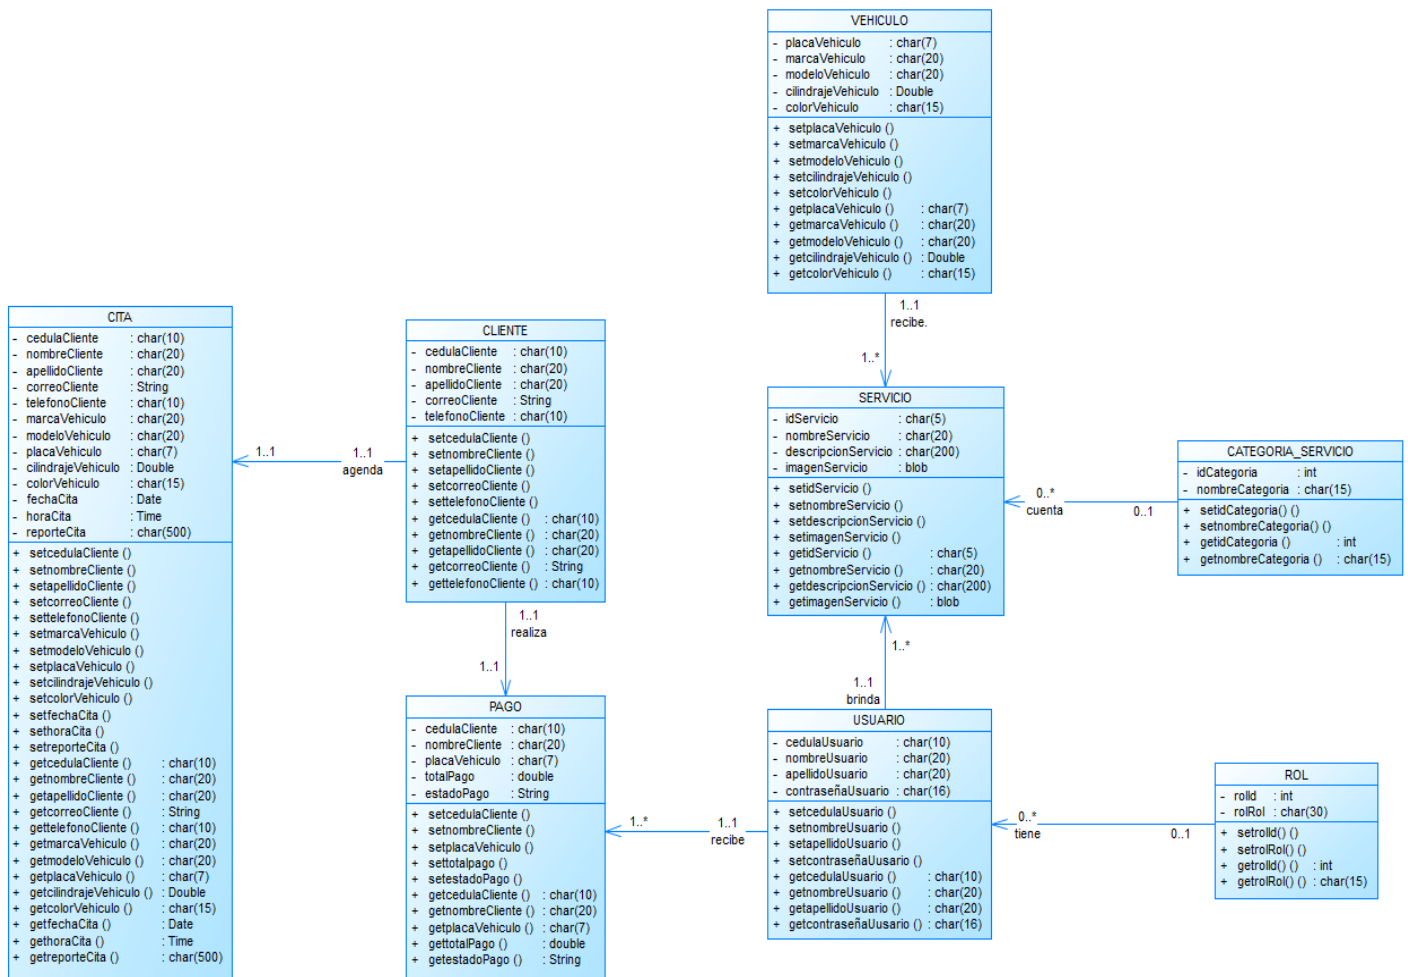 VEHICULO
- placaVehiculo : char(7)
- marcaVehiculo : char(20)
- modeloVehiculo : char(20)
- cilindrajeVehiculo : Double
- colorVehiculo : char(15)
+ setplacaVehiculo ()
+ setmarcaVehiculo ()
+ setmodeloVehiculo ()
+ setcilindrajeVehiculo ()
+ setcolorVehiculo ()
+ getplacaVehiculo () : char(7)
+ getmarcaVehiculo () : char(20)
+ getmodeloVehiculo () : char(20)
+ getcilindrajeVehiculo () : Double
+ getcolorVehiculo () : char(15)
1..1
recibe.
1..*
CITA
- cedulaCliente : char(10)
- nombreCliente : char(20)
- apellidoCliente : char(20)
- correoCliente : String
- telefonoCliente : char(10)
- marcaVehiculo : char(20)
- modeloVehiculo : char(20)
- placaVehiculo : char(7)
- cilindrajeVehiculo : Double
- colorVehiculo : char(15)
- fechaCita : Date
- horaCita : Time
- reporteCita : char(500)
+ setcedulaCliente ()
+ setnombreCliente ()
+ setapellidoCliente ()
+ setcorreoCliente ()
+ settelefonoCliente ()
+ setmarcaVehiculo ()
+ setmodeloVehiculo ()
+ setplacaVehiculo ()
+ setcilindrajeVehiculo ()
+ setcolorVehiculo ()
+ setfechaCita ()
+ sethoraCita ()
+ setreporteCita ()
+ getcedulaCliente () : char(10)
+ getnombreCliente () : char(20)
+ getapellidoCliente () : char(20)
+ getcorreoCliente () : String
+ gettelefonoCliente () : char(10)
+ getmarcaVehiculo () : char(20)
+ getmodeloVehiculo () : char(20)
+ getplacaVehiculo () : char(7)
+ getcilindrajeVehiculo () : Double
+ getcolorVehiculo () : char(15)
+ getfechaCita () : Date
+ gethoraCita () : Time
+ getreporteCita () : char(500)
1..1
1..1
agenda
CLIENTE
- cedulaCliente : char(10)
- nombreCliente : char(20)
- apellidoCliente : char(20)
- correoCliente : String
- telefonoCliente : char(10)
+ setcedulaCliente ()
+ setnombreCliente ()
+ setapellidoCliente ()
+ setcorreoCliente ()
+ settelefonoCliente ()
+ getcedulaCliente () : char(10)
+ getnombreCliente () : char(20)
+ getapellidoCliente () : char(20)
+ getcorreoCliente () : String
+ gettelefonoCliente () : char(10)
1..1
realiza
1..1
SERVICIO
- idServicio : char(5)
- nombreServicio : char(20)
- descripcionServicio : char(200)
- imagenServicio : blob
+ setidServicio ()
+ setnombreServicio ()
+ setdescripcionServicio ()
+ setimagenServicio ()
+ getidServicio () : char(5)
+ getnombreServicio () : char(20)
+ getdescripcionServicio () : char(200)
+ getimagenServicio () : blob
0..*
cuenta
0..1
CATEGORIA_SERVICIO
- idCategoria : int
- nombreCategoria : char(15)
+ setidCategoria() ()
+ setnombreCategoria() ()
+ getidCategoria () : int
+ getnombreCategoria () : char(15)
1..*
1..1
brinda
PAGO
- cedulaCliente : char(10)
- nombreCliente : char(20)
- placaVehiculo : char(7)
- totalPago : double
- estadoPago : String
+ setcedulaCliente ()
+ setnombreCliente ()
+ setplacaVehiculo ()
+ settotalpago ()
+ setestadoPago ()
+ getcedulaCliente () : char(10)
+ getnombreCliente () : char(20)
+ getplacaVehiculo () : char(7)
+ gettotalPago () : double
+ getestadoPago () : String
1..*
1..1
recibe
USUARIO
- cedulaUsuario : char(10)
- nombreUsuario : char(20)
- apellidoUsuario : char(20)
- contraseñaUsuario : char(16)
+ setcedulaUsuario ()
+ setnombreUsuario ()
+ setapellidoUsuario ()
+ setcontraseñaUusario ()
+ getcedulaUsuario () : char(10)
+ getnombreUsuario () : char(20)
+ getapellidoUsuario () : char(20)
+ getcontraseñaUsuario () : char(16)
0..*
tiene
0..1
ROL
- rolId : int
- rolRol : char(30)
+ setrolId() ()
+ setrolRol() ()
+ getrolId() () : int
+ getrolRol() () : char(15)